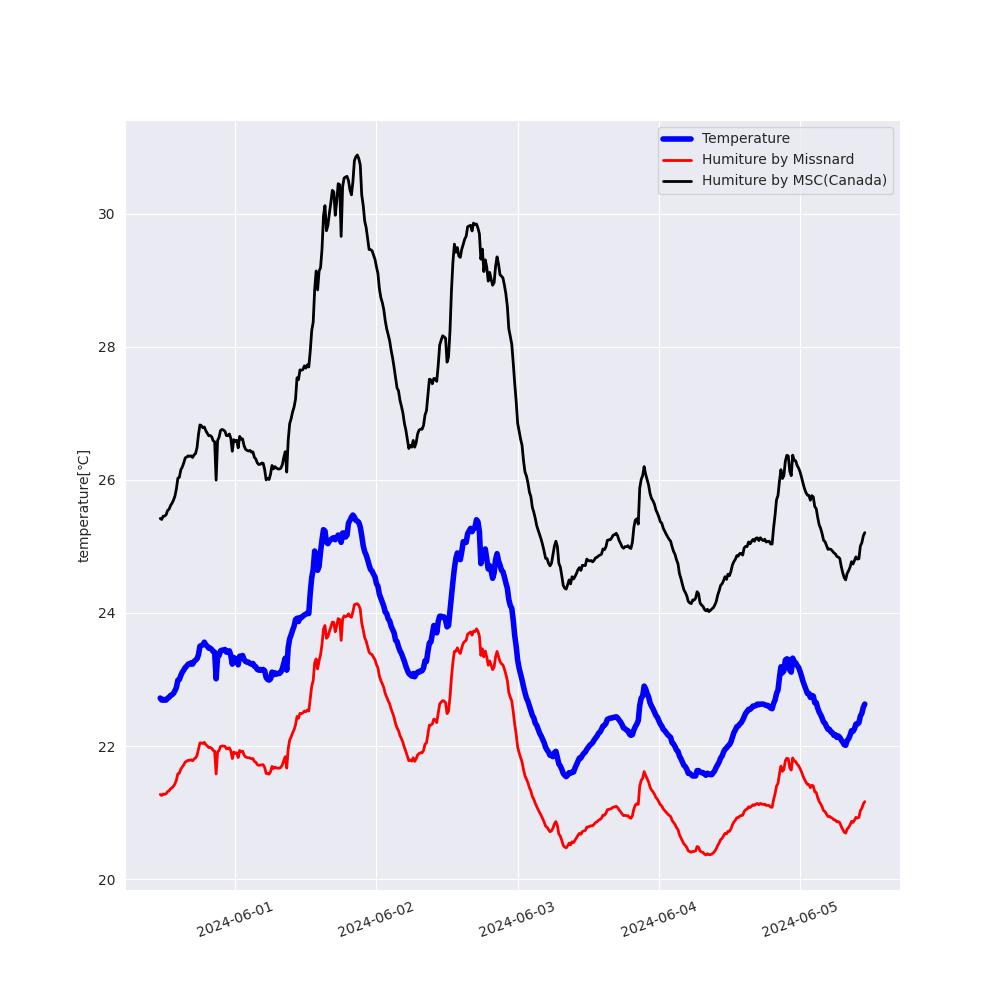 Temperature
Humiture by Missnard
Humiture by MSC(Canada)
30
28
26
24
22
20
temperature[℃]
2024-06-01
2024-06-02
2024-06-03
2024-06-04
2024-06-05